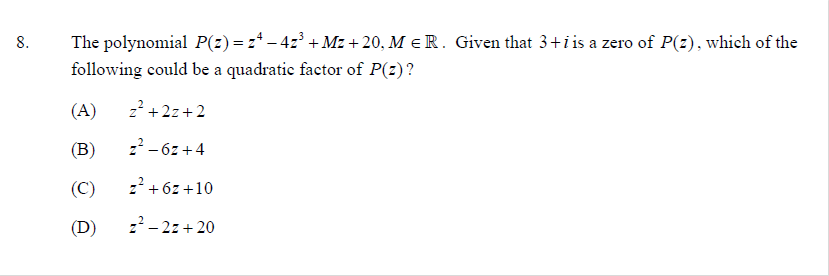 8. The polynomial P(z) = z⁴ – 4z³ + Mz + 20, M ∈ ℝ. Given that 3 + i is a zero of P(z), which of the
following could be a quadratic factor of P(z)?
(A) z² + 2z + 2
(B) z² – 6z + 4
(C) z² + 6z + 10
(D) z² – 2z + 20